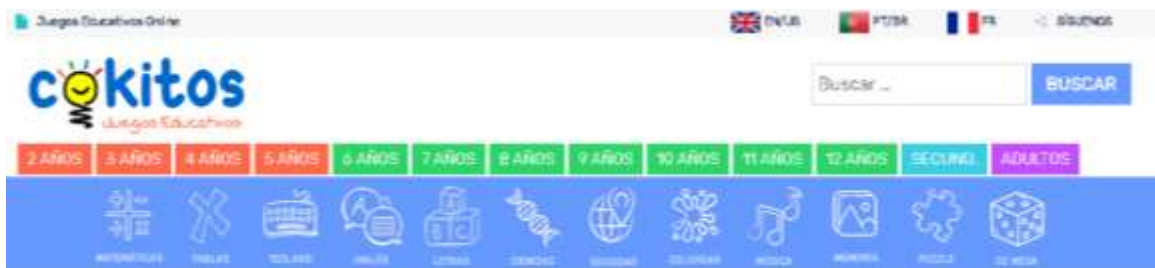 Juegos Educativos Online EN/US PT/BR FR SÍGUENOS
cokitos
Juegos Educativos
Buscar ... BUSCAR
2 AÑOS 3 AÑOS 4 AÑOS 5 AÑOS 6 AÑOS 7 AÑOS 8 AÑOS 9 AÑOS 10 AÑOS 11 AÑOS 12 AÑOS SECUND. ADULTOS
MATEMÁTICAS TABLAS TECLADO INGLÉS LETRAS CIENCIAS SOCIEDAD COLOREAR MÚSICA MEMORIA PUZZLE DE MESA